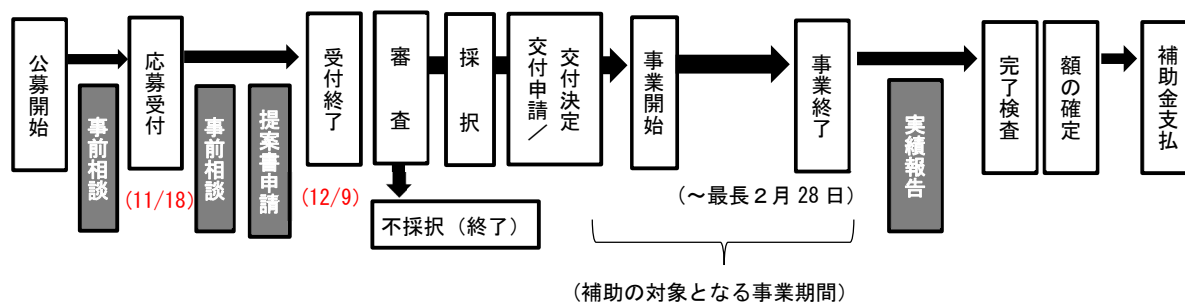 公募開始
事前相談
応募受付
(11/18)
事前相談
提案書申請
受付終了
(12/9)
審査
採択
不採択（終了）
交付申請／
交付決定
事業開始
事業終了
(～最長２月 28 日)
(補助の対象となる事業期間)
実績報告
完了検査
額の確定
補助金支払